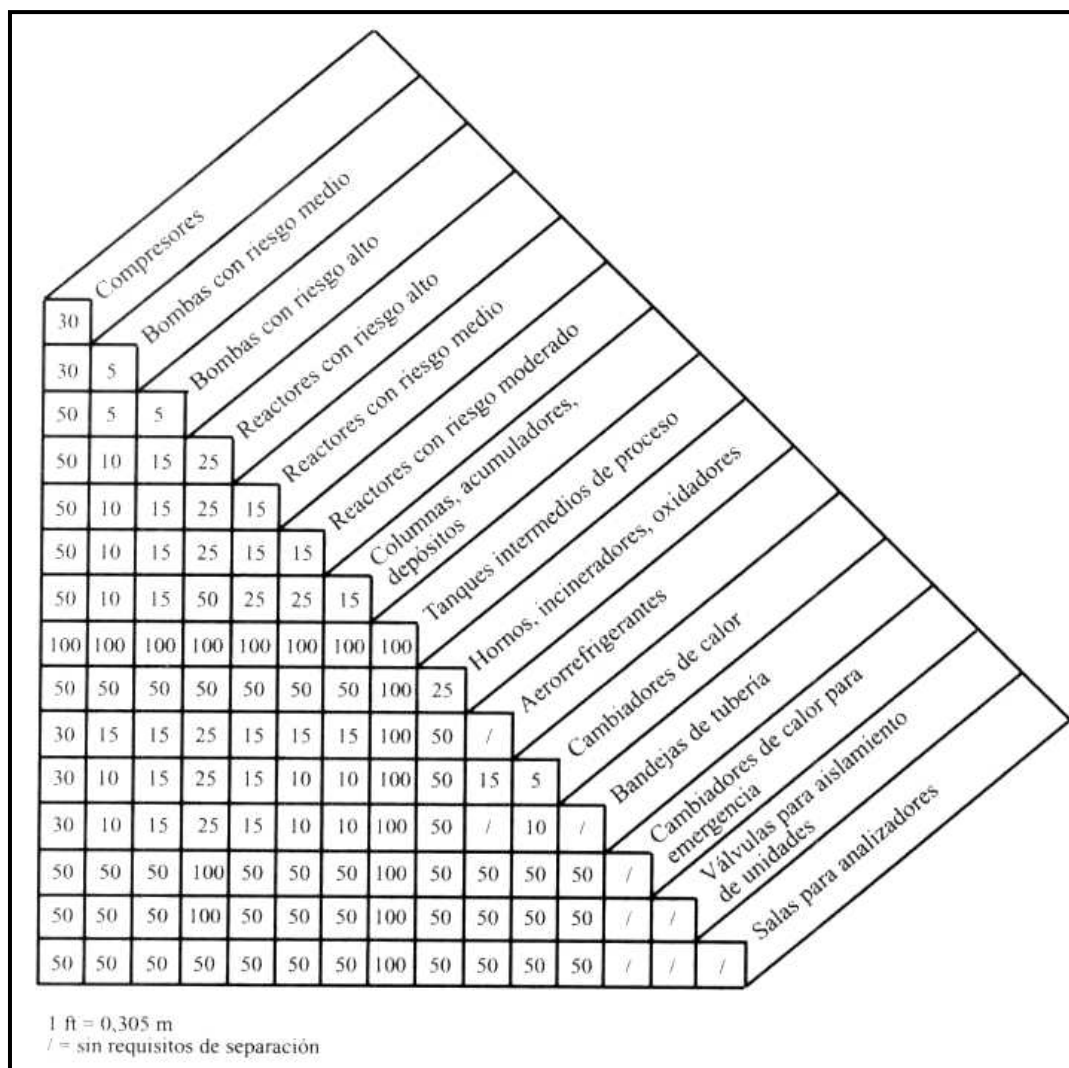 Compresores
Bombas con riesgo medio
Bombas con riesgo alto
Reactores con riesgo alto
Reactores con riesgo medio
Reactores con riesgo moderado
Columnas, acumuladores,
depósitos
Tanques intermedios de proceso
Hornos, incineradores, oxidadores
Aerorrefrigerantes
Cambiadores de calor
Bandejas de tubería
Cambiadores de calor para
emergencia
Válvulas para aislamiento
de unidades
Salas para analizadores
30
30 5
50 5 5
50 10 15 25
50 10 15 25 15
50 10 15 25 15 15
50 10 15 50 25 25 15
100 100 100 100 100 100 100 100
50 50 50 50 50 50 50 100 25
30 15 15 25 15 15 15 100 50 /
30 10 15 25 15 10 10 100 50 15 5
30 10 15 25 15 10 10 100 50 / 10 /
50 50 50 100 50 50 50 100 50 50 50 50 /
50 50 50 100 50 50 50 100 50 50 50 50 / /
50 50 50 50 50 50 50 100 50 50 50 50 / / /
1 ft = 0,305 m
/ = sin requisitos de separación